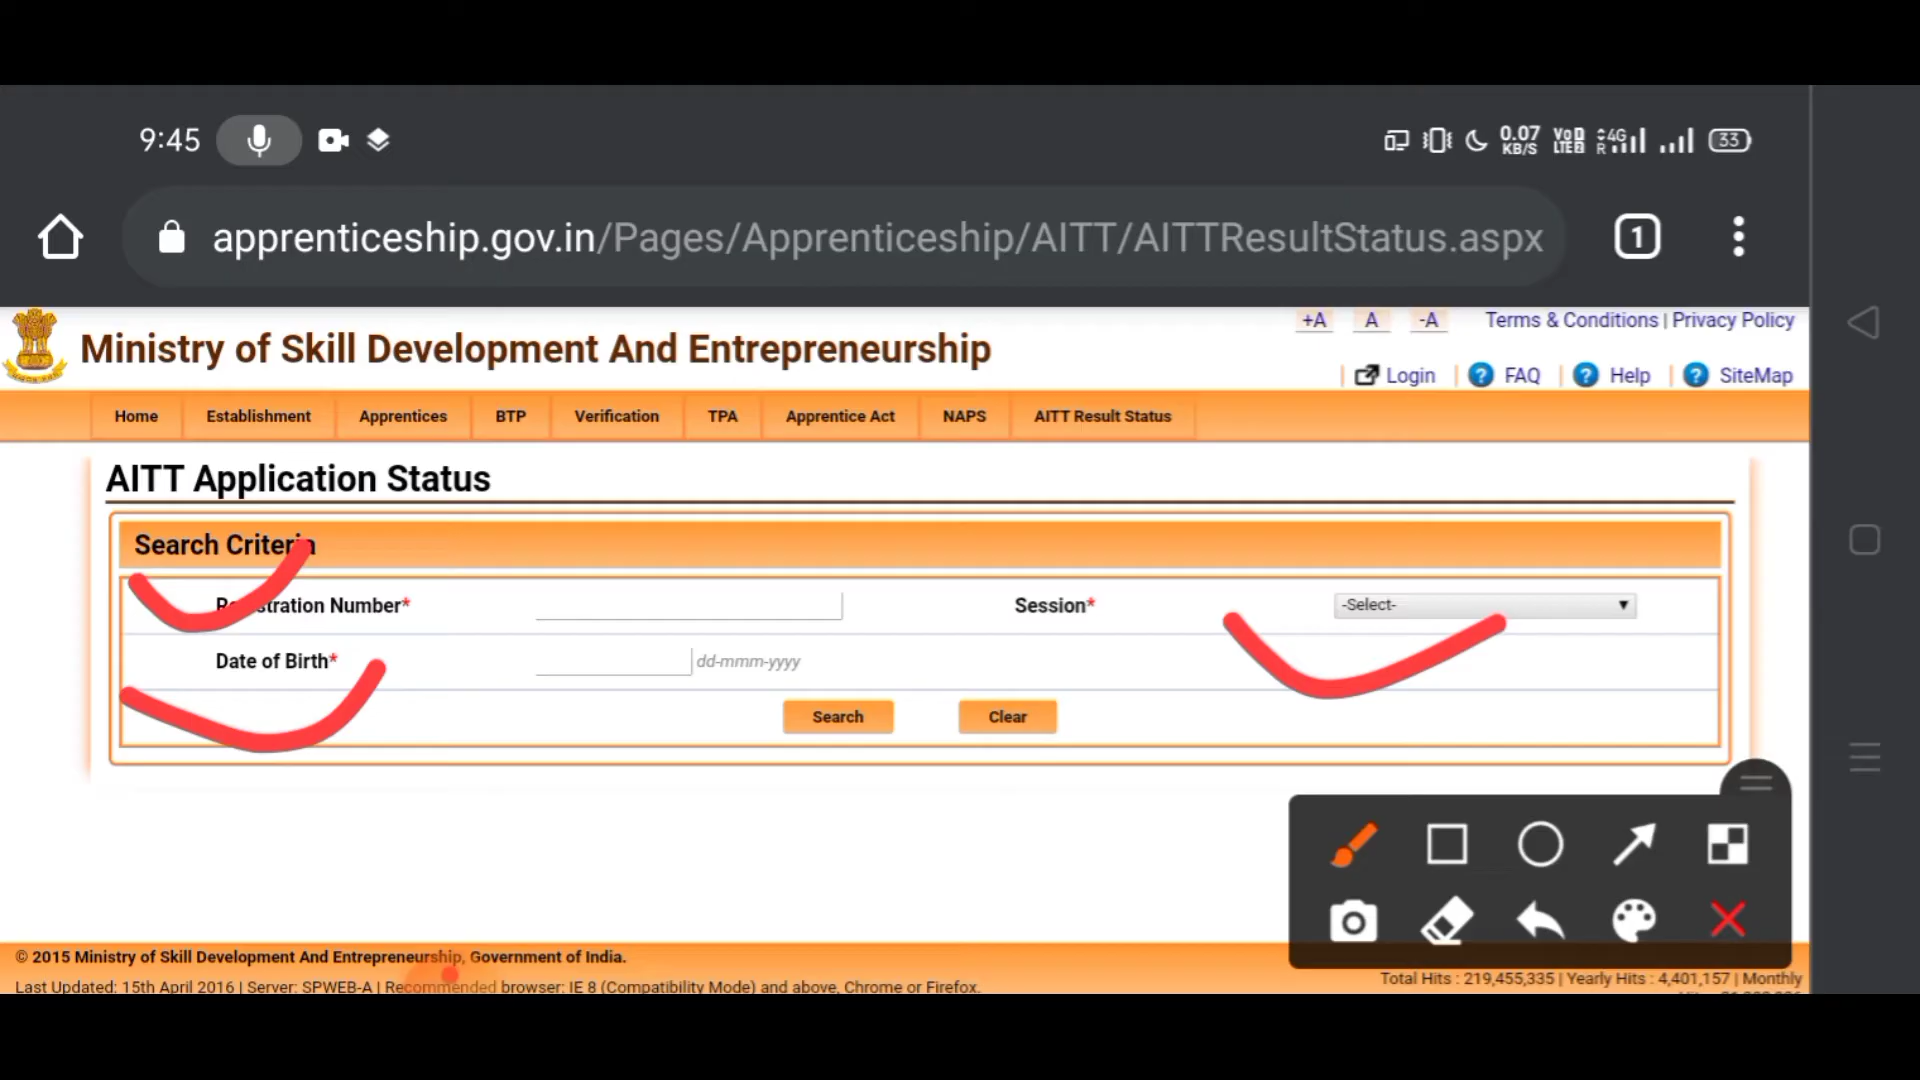 9:45
0.07 KB/S VoLTE 2 4G R 33
apprenticeship.gov.in/Pages/Apprenticeship/AITT/AITTResultStatus.aspx 1
+A A -A Terms & Conditions | Privacy Policy
Ministry of Skill Development And Entrepreneurship
Login FAQ Help SiteMap
Home Establishment Apprentices BTP Verification TPA Apprentice Act NAPS AITT Result Status
AITT Application Status
Search Criteria
Registration Number* Session* -Select-
Date of Birth* dd-mmm-yyyy
Search Clear
© 2015 Ministry of Skill Development And Entrepreneurship, Government of India.
Total Hits : 219,455,335 | Yearly Hits : 4,401,157 | Monthly
Last Updated: 15th April 2016 | Server: SPWEB-A | Recommended browser: IE 8 (Compatibility Mode) and above, Chrome or Firefox.